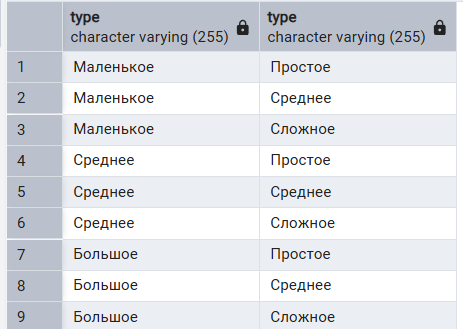 type type
character varying (255) character varying (255)
1 Маленькое Простое
2 Маленькое Среднее
3 Маленькое Сложное
4 Среднее Простое
5 Среднее Среднее
6 Среднее Сложное
7 Большое Простое
8 Большое Среднее
9 Большое Сложное